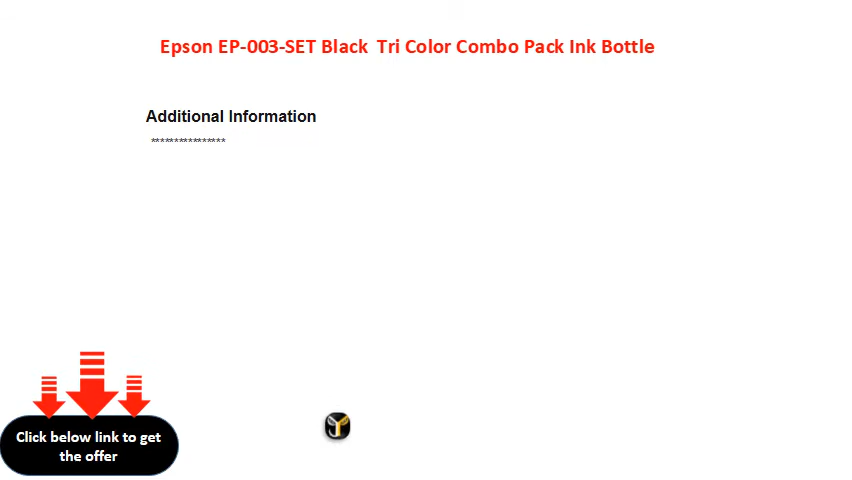 Epson EP-003-SET Black  Tri Color Combo Pack Ink Bottle
Additional Information
****************
Click below link to get
the offer